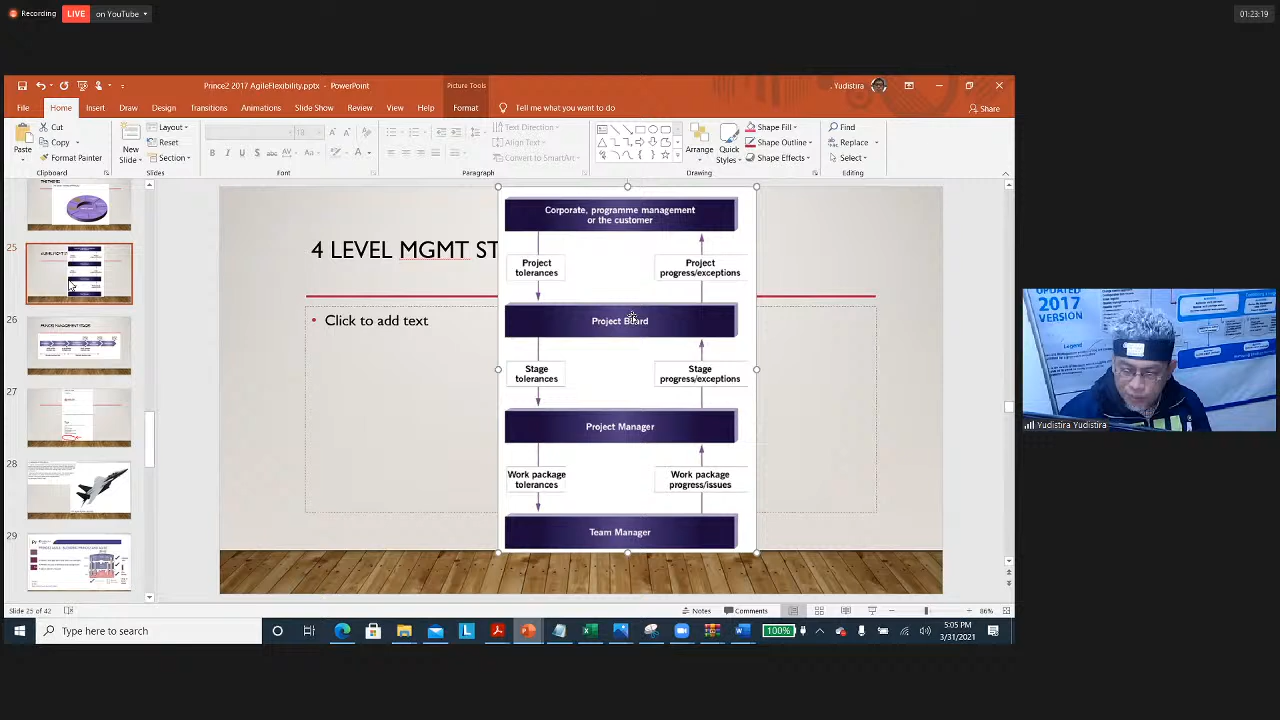 Recording
LIVE
on YouTube
01:23:19
Prince2 2017 AgileFlexibility.pptx - PowerPoint
Picture Tools
Yudistira
File
Home
Insert
Draw
Design
Transitions
Animations
Slide Show
Review
View
Help
Format
Tell me what you want to do
Share
Paste
Cut
Copy
Format Painter
Clipboard
New
Slide
Layout
Reset
Section
Slides
18
Font
Text Direction
Align Text
Convert to SmartArt
Paragraph
Arrange
Quick
Styles
Shape Fill
Shape Outline
Shape Effects
Drawing
Find
Replace
Select
Editing
25
26
27
28
29
4 LEVEL MGMT ST
Click to add text
Corporate, programme management
or the customer
Project
tolerances
Project
progress/exceptions
Project Board
Stage
tolerances
Stage
progress/exceptions
Project Manager
Work package
tolerances
Work package
progress/issues
Team Manager
UPDATED
2017
VERSION
Legend
Yudistira Yudistira
Slide 25 of 42
Notes
Comments
86%
Type here to search
100%
5:05 PM
3/31/2021